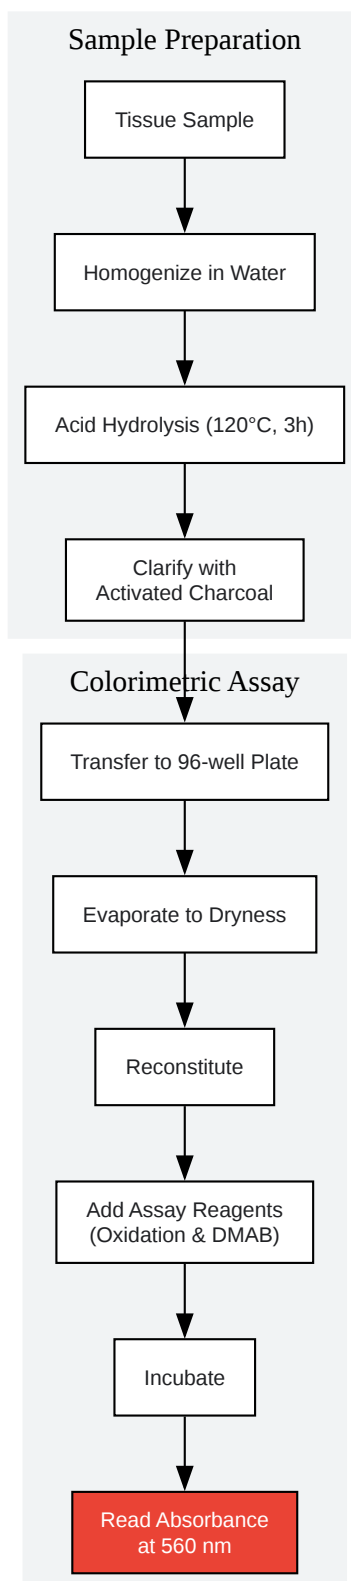 Sample Preparation
Tissue Sample
Homogenize in Water
Acid Hydrolysis (120°C, 3h)
Clarify with
Activated Charcoal
Colorimetric Assay
Transfer to 96-well Plate
Evaporate to Dryness
Reconstitute
Add Assay Reagents
(Oxidation & DMAB)
Incubate
Read Absorbance
at 560 nm